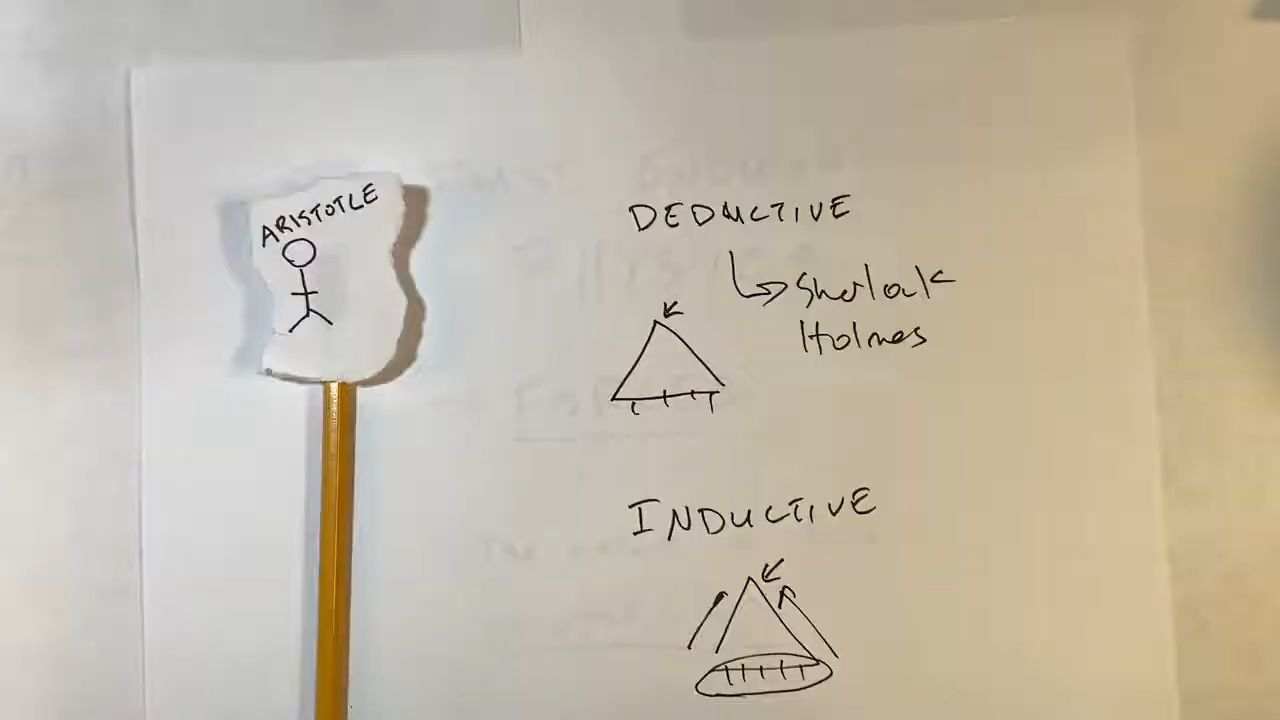 ARISTOTLE
DEDUCTIVE
Sherlock
Holmes
INDUCTIVE